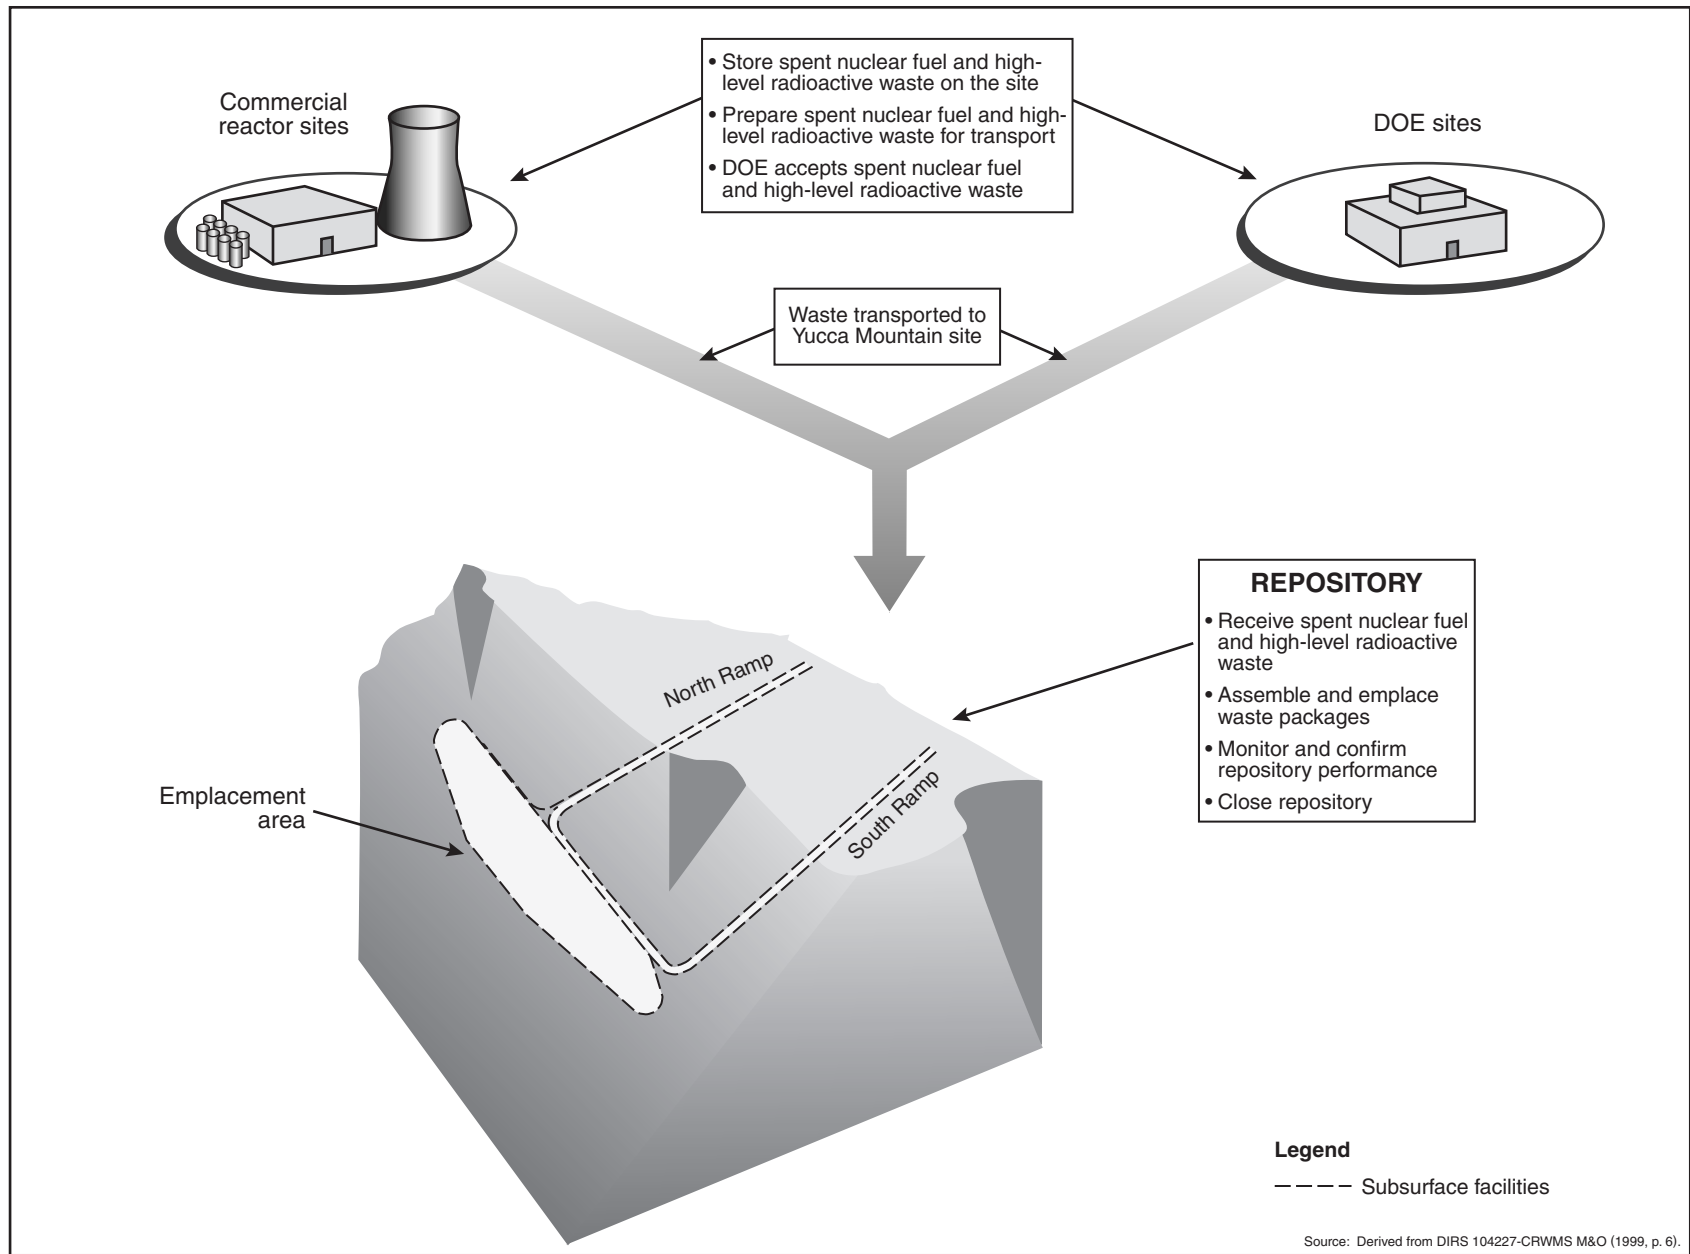 • Store spent nuclear fuel and high-
level radioactive waste on the site
• Prepare spent nuclear fuel and high-
level radioactive waste for transport
• DOE accepts spent nuclear fuel
and high-level radioactive waste
Commercial
reactor sites
DOE sites
Waste transported to
Yucca Mountain site
REPOSITORY
• Receive spent nuclear fuel
and high-level radioactive
waste
• Assemble and emplace
waste packages
• Monitor and confirm
repository performance
• Close repository
North Ramp
South Ramp
Emplacement
area
Legend
Subsurface facilities
Source: Derived from DIRS 104227-CRWMS M&O (1999, p. 6).